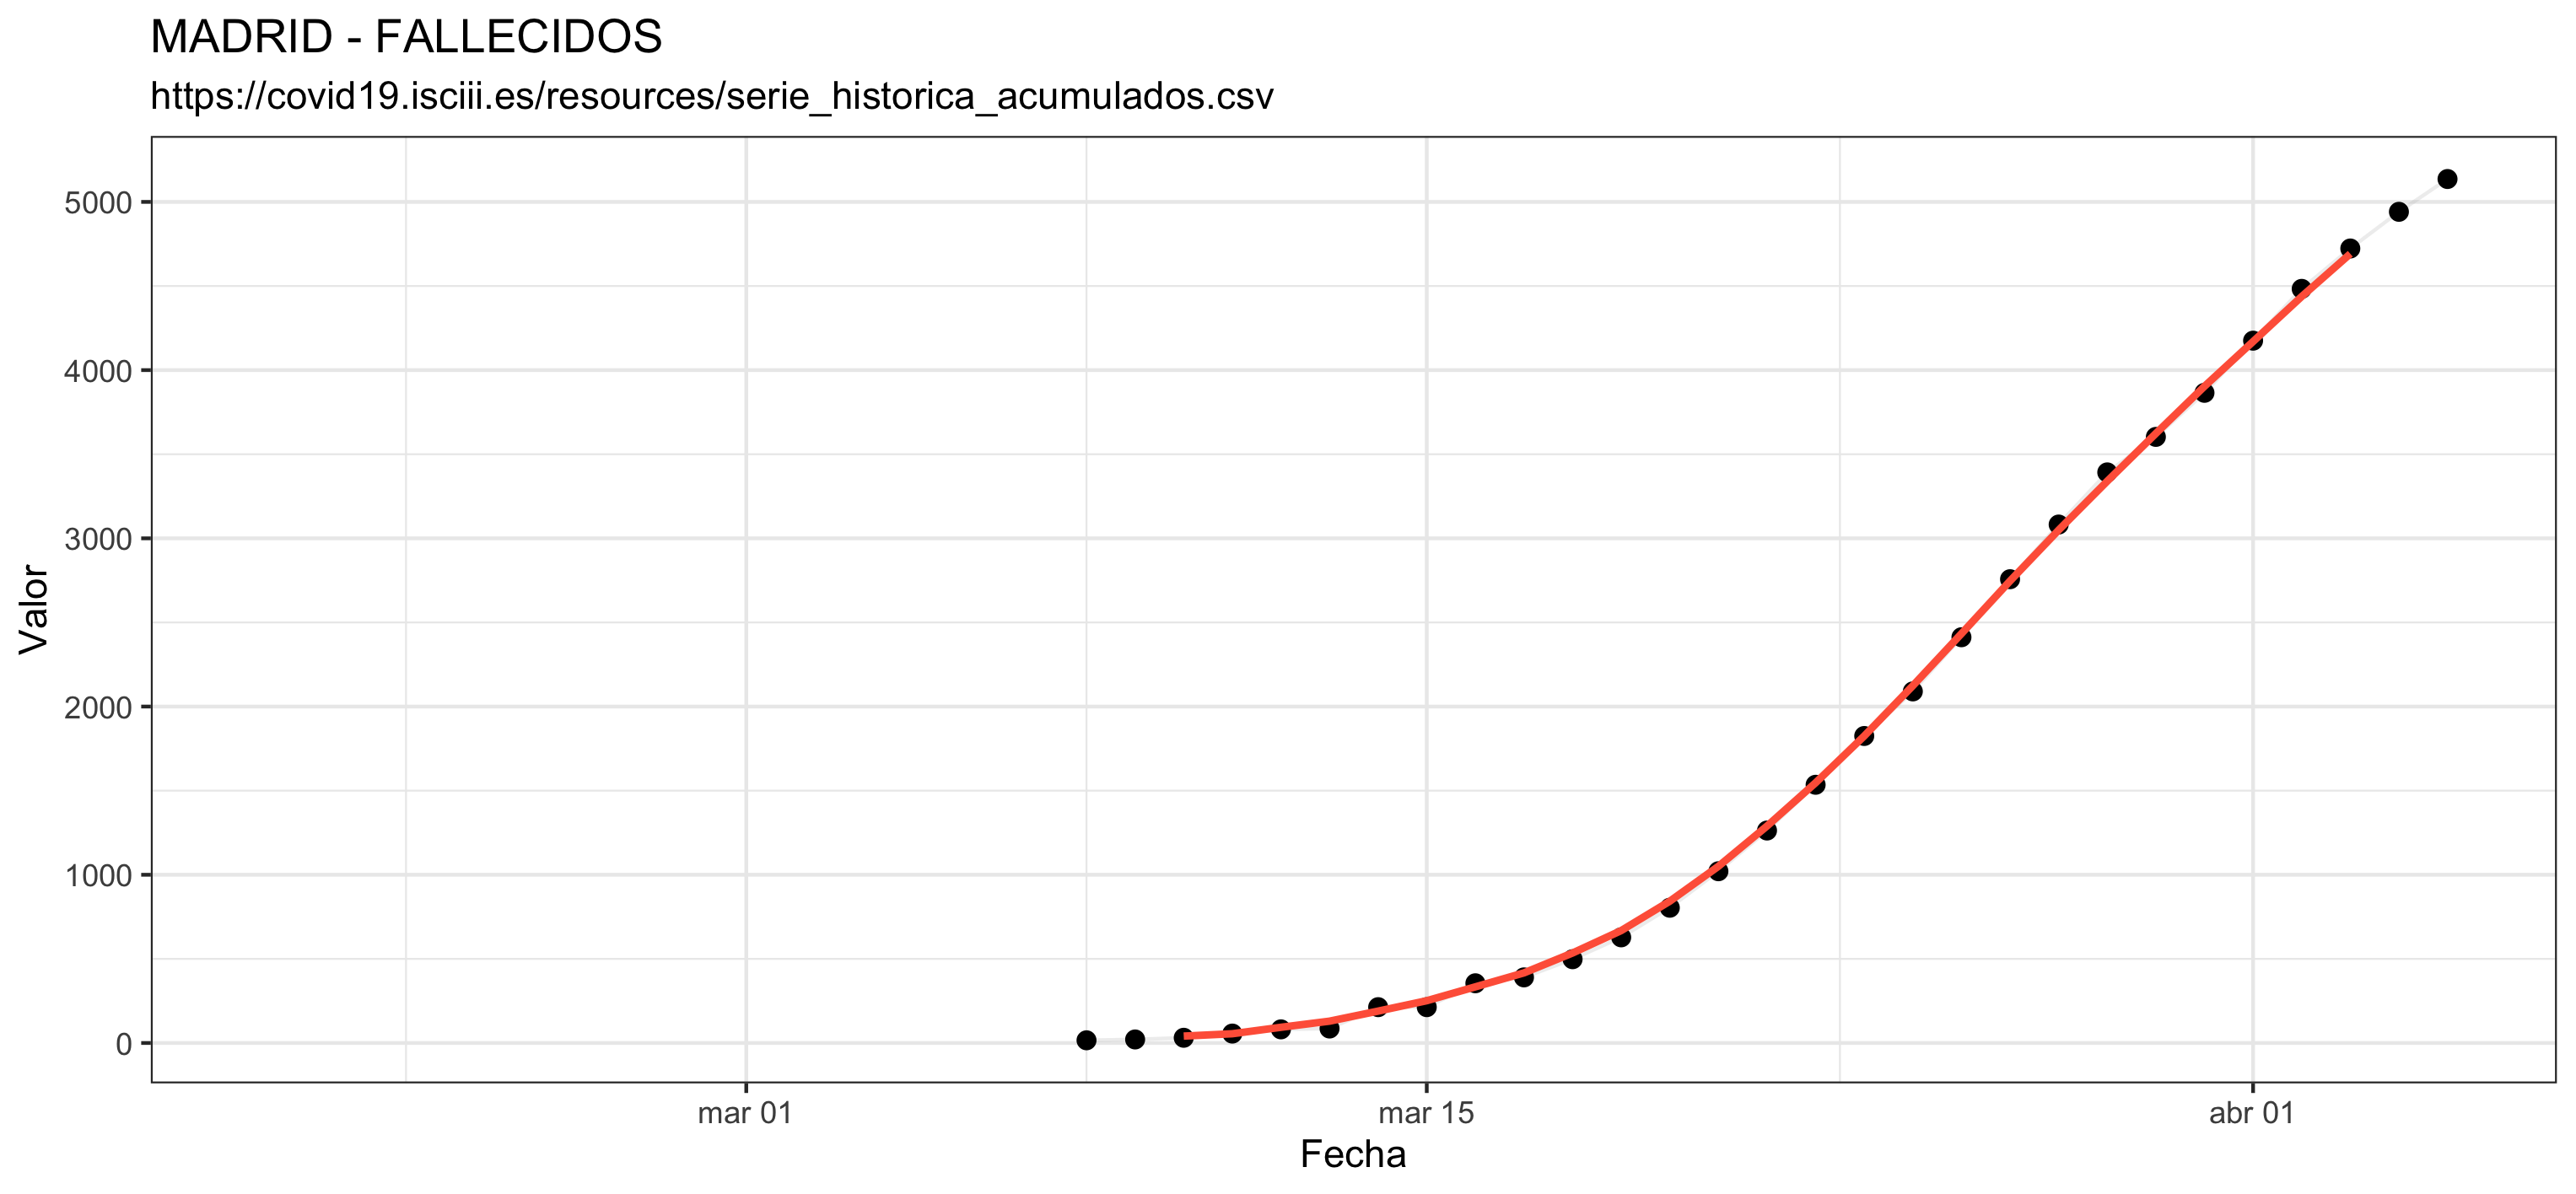 MADRID - FALLECIDOS
https://covid19.isciii.es/resources/serie_historica_acumulados.csv
5000
4000
3000
2000
1000
0
Valor
mar 01
mar 15
abr 01
Fecha